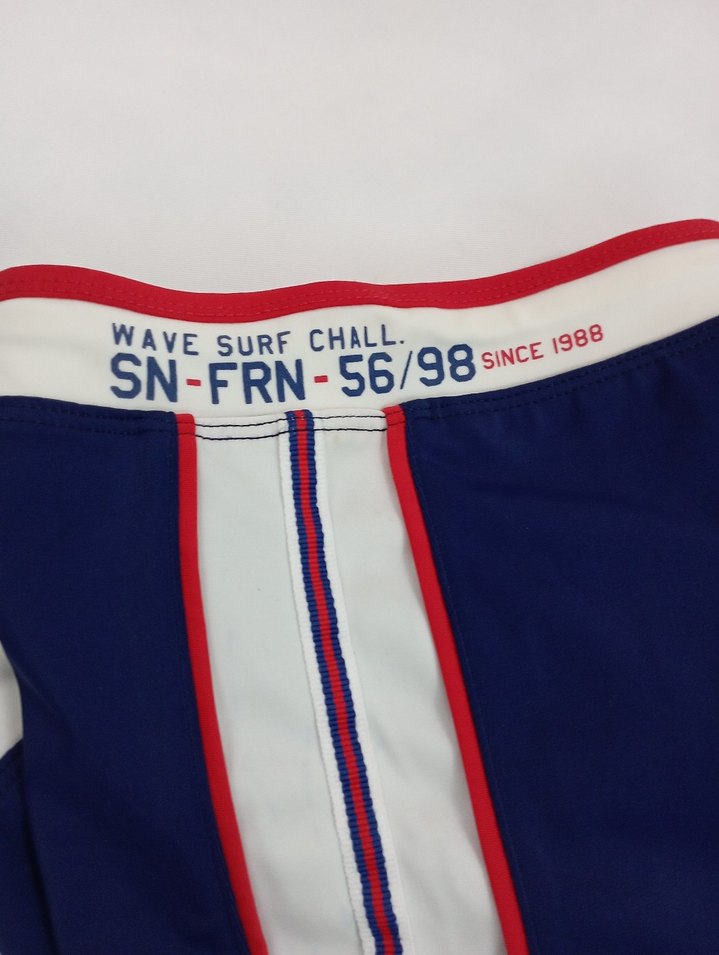 WAVE SURF CHALL.
SN-FRN-56/98 SINCE 1988